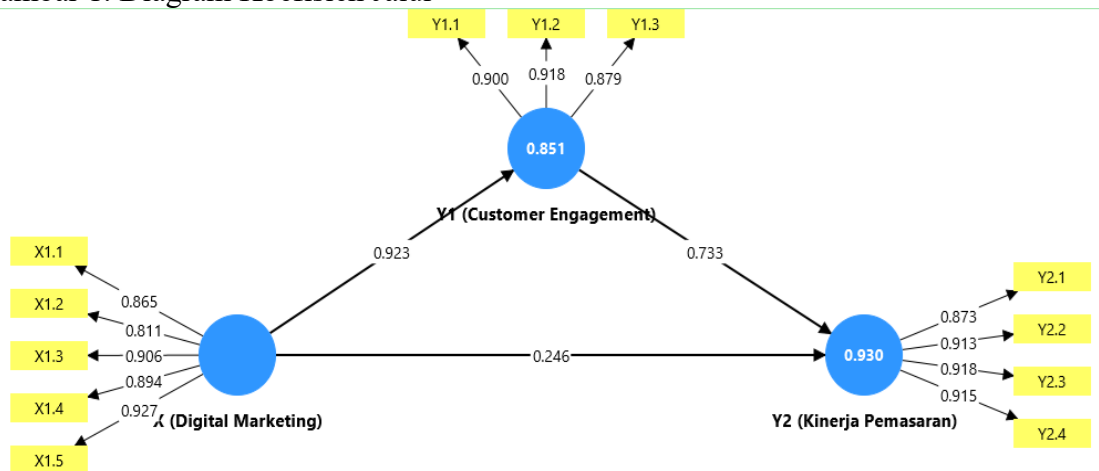 Y1.1
Y1.2
Y1.3
0.900
0.918
0.879
0.851
Y1 (Customer Engagement)
0.923
0.733
X1.1
X1.2
X1.3
X1.4
X1.5
0.865
0.811
0.906
0.894
0.927
X (Digital Marketing)
0.246
0.930
Y2 (Kinerja Pemasaran)
0.873
0.913
0.918
0.915
Y2.1
Y2.2
Y2.3
Y2.4